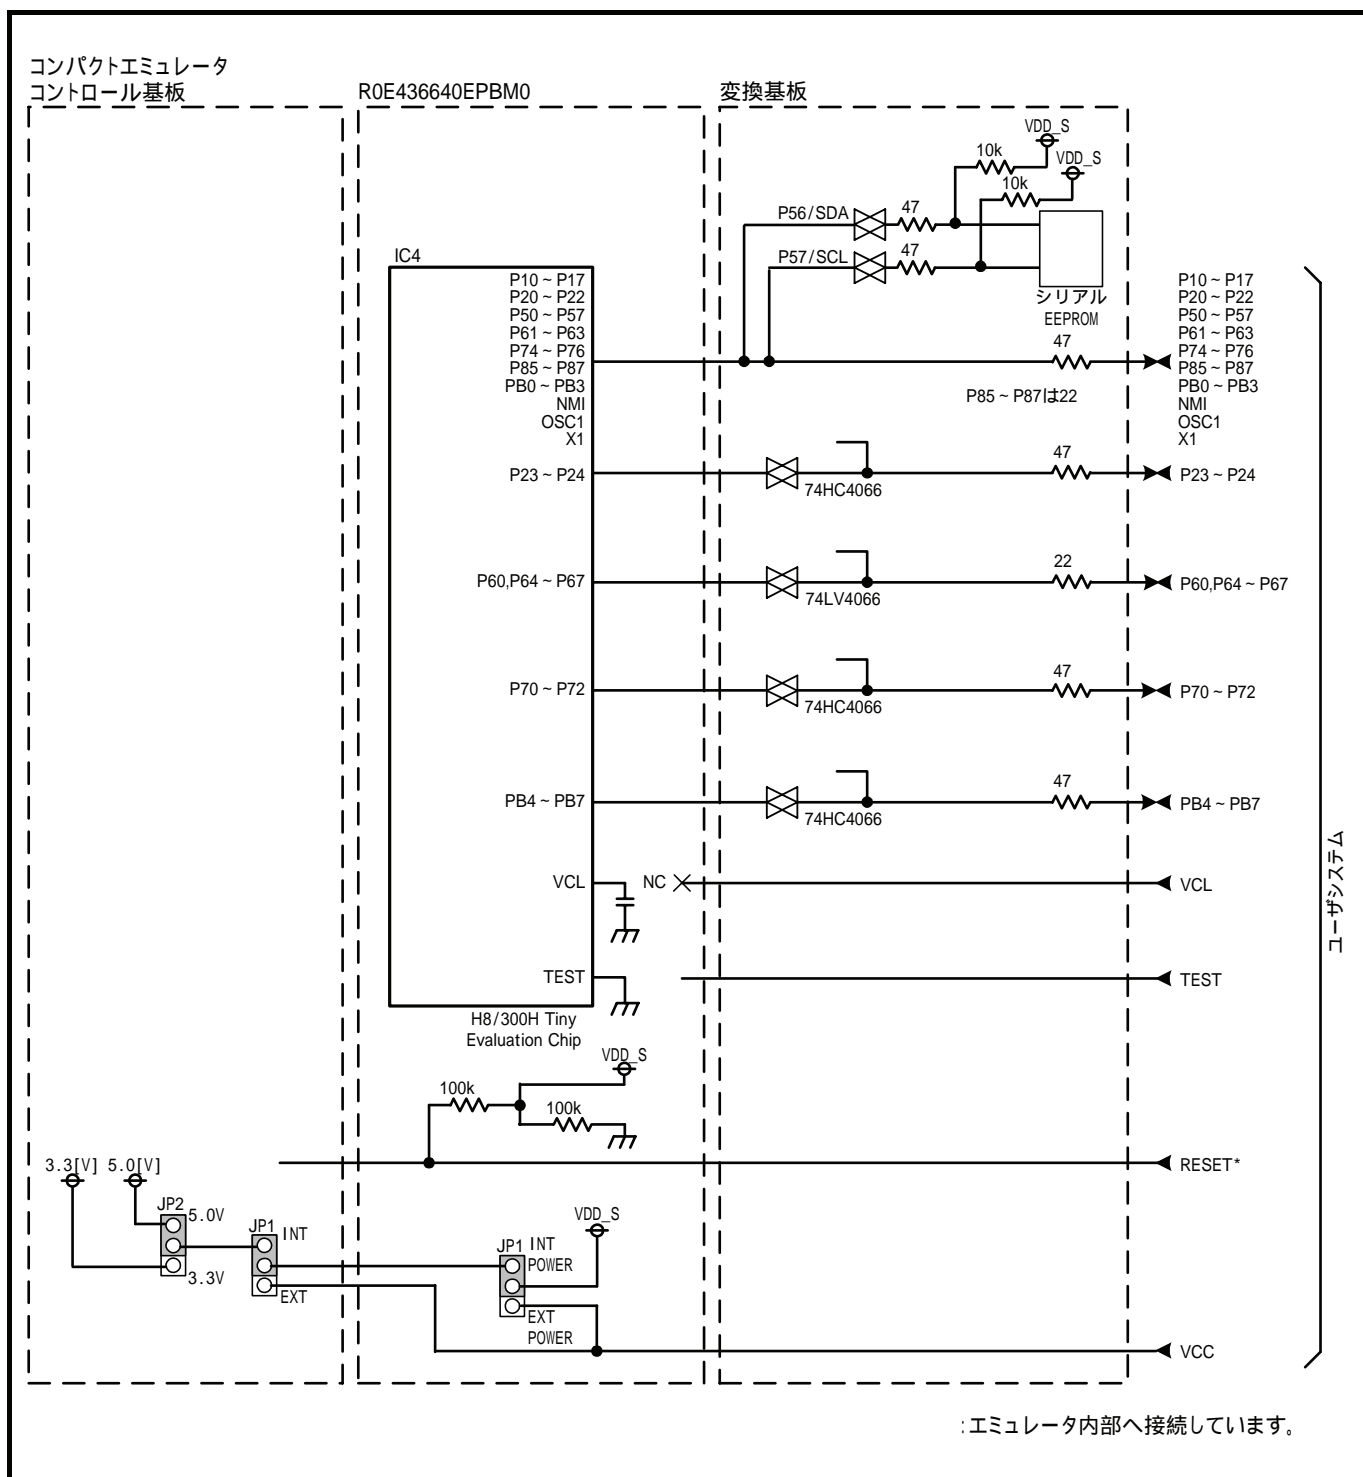 コンパクトエミュレータ
コントロール基板
R0E436640EPBM0
変換基板
VDD_S
10k
VDD_S
10k
P56/SDA
47
P57/SCL
47
シリアル
EEPROM
IC4
P10 ~ P17
P20 ~ P22
P50 ~ P57
P61 ~ P63
P74 ~ P76
P85 ~ P87
PB0 ~ PB3
NMI
OSC1
X1
47
P85 ~ P87は22
P10 ~ P17
P20 ~ P22
P50 ~ P57
P61 ~ P63
P74 ~ P76
P85 ~ P87
PB0 ~ PB3
NMI
OSC1
X1
P23 ~ P24
74HC4066
47
P23 ~ P24
P60,P64 ~ P67
74LV4066
22
P60,P64 ~ P67
P70 ~ P72
74HC4066
47
P70 ~ P72
PB4 ~ PB7
74HC4066
47
PB4 ~ PB7
VCL
NC
VCL
TEST
TEST
H8/300H Tiny
Evaluation Chip
VDD_S
100k
100k
RESET*
3.3[V]
5.0[V]
JP2
5.0V
3.3V
JP1
INT
EXT
JP1
INT
POWER
EXT
POWER
VDD_S
VCC
ユーザシステム
:エミュレータ内部へ接続しています。